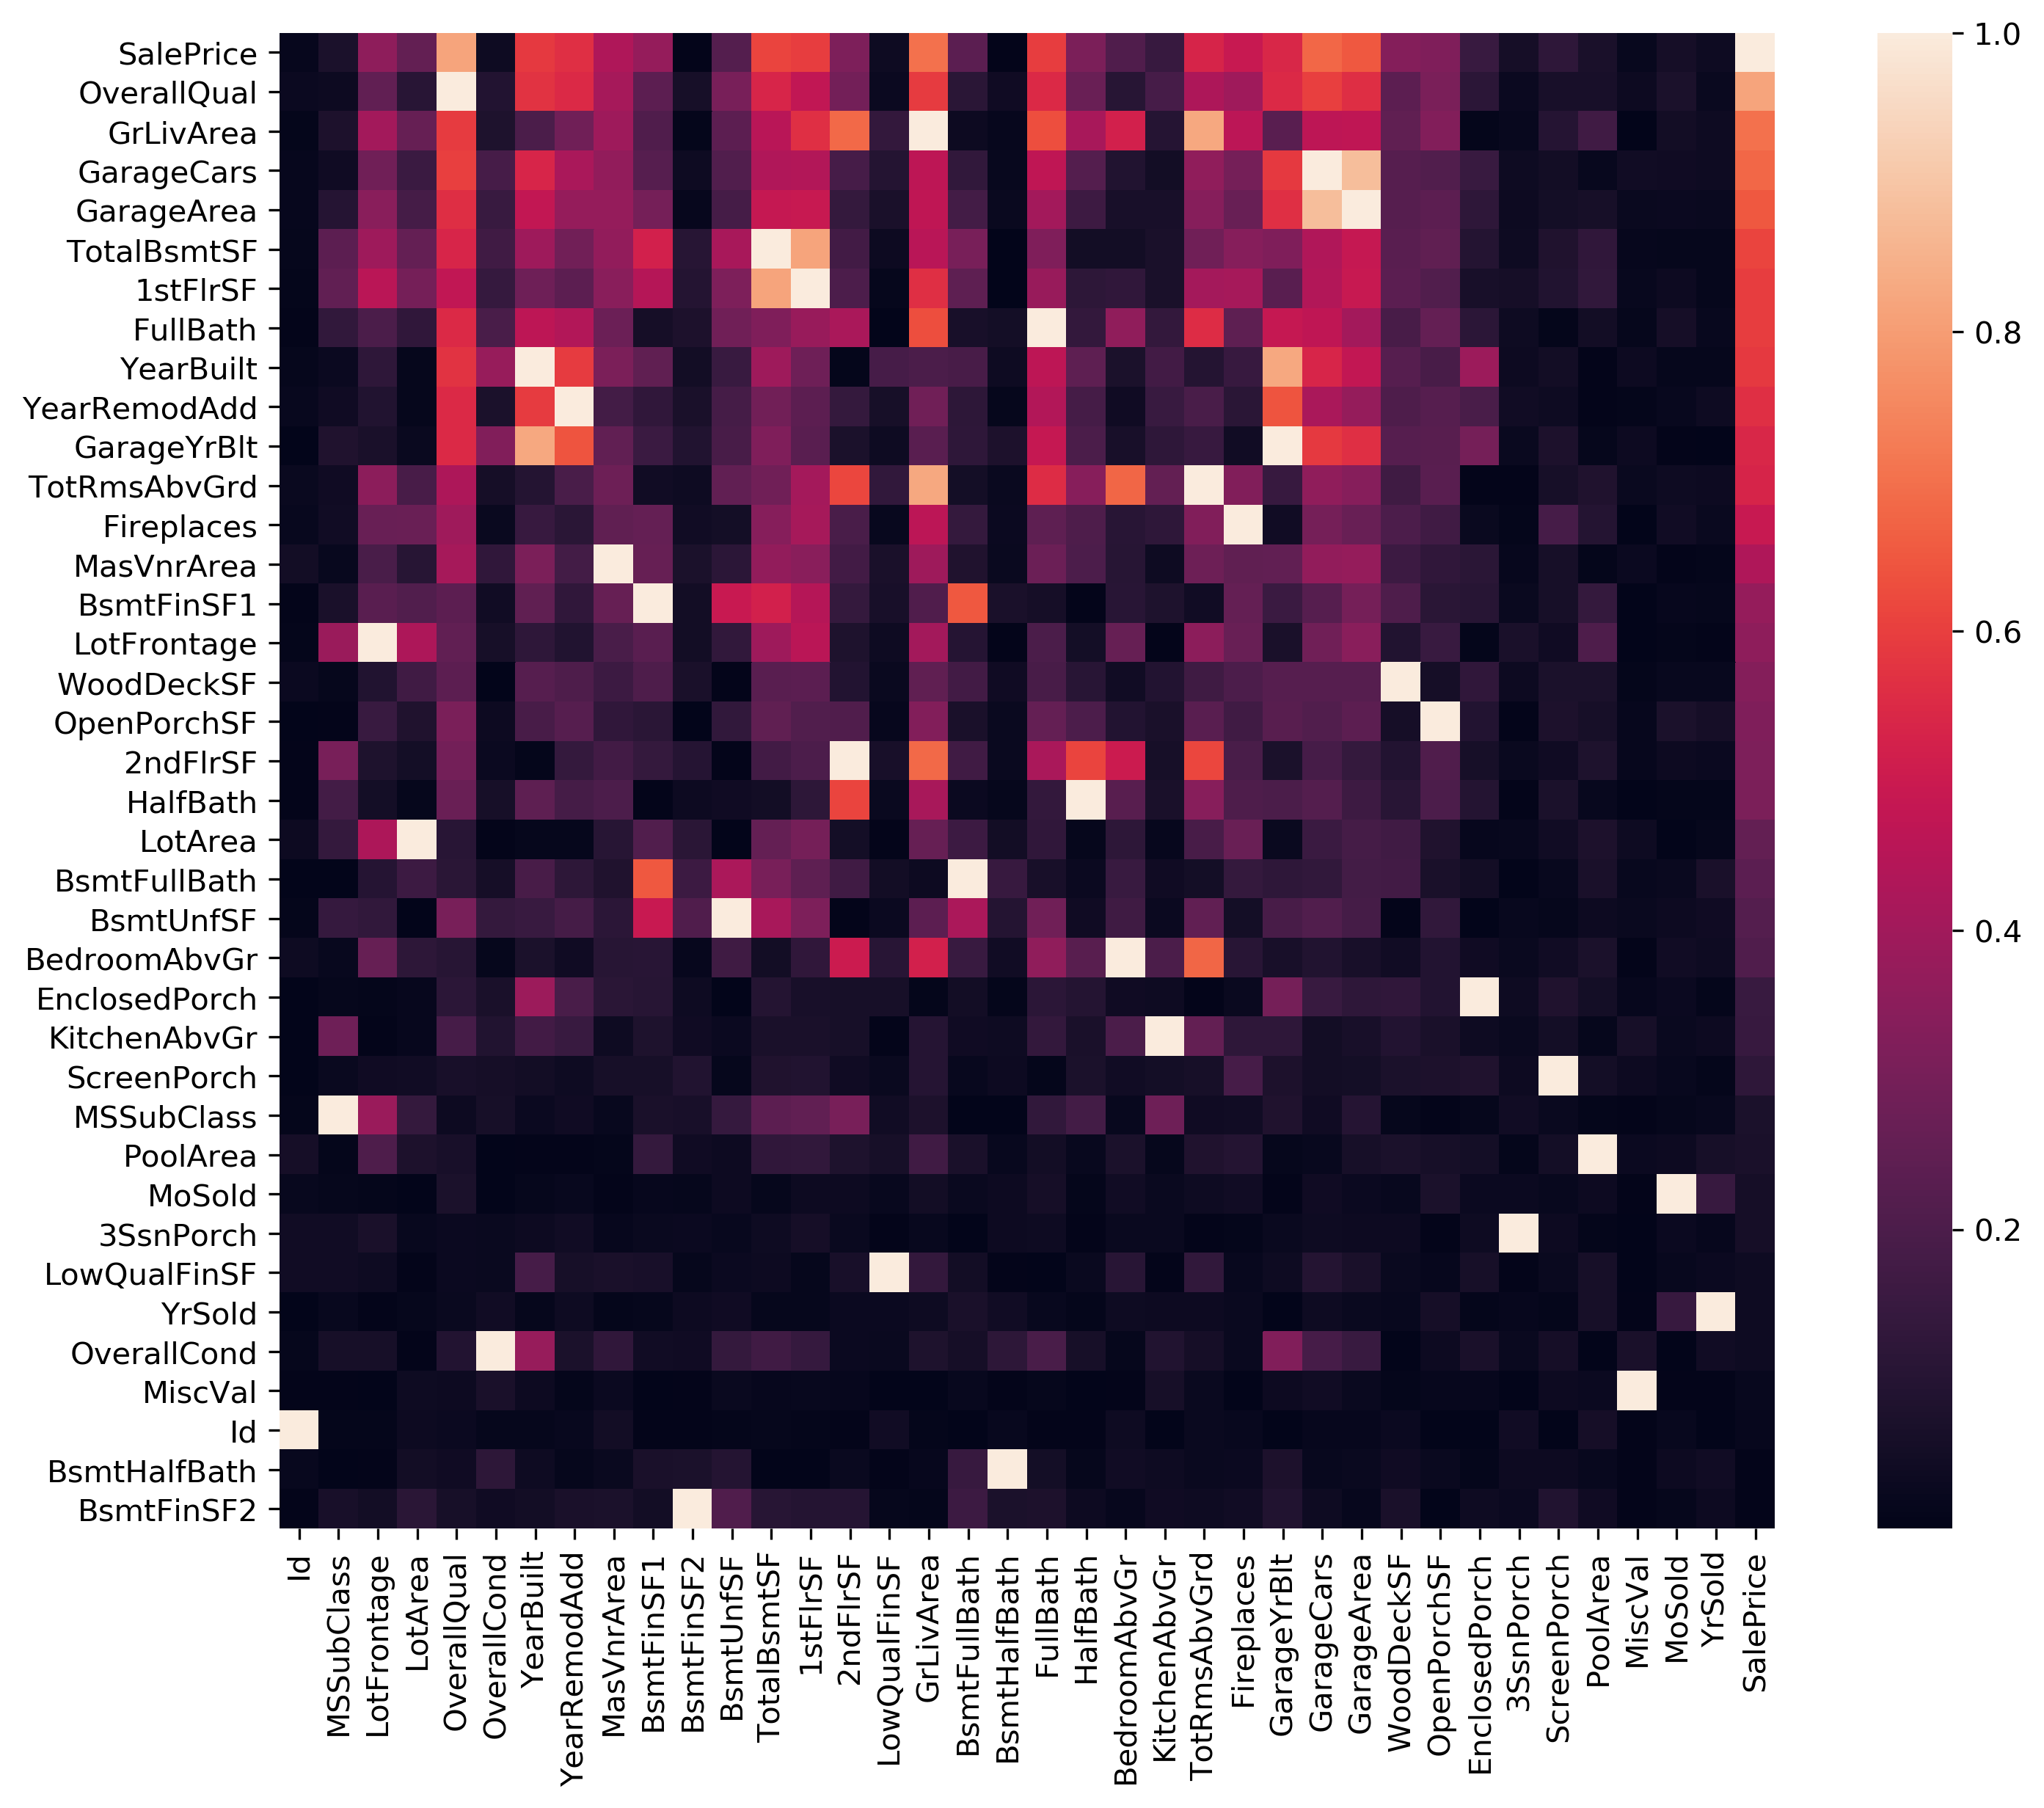 SalePrice
OverallQual
GrLivArea
GarageCars
GarageArea
TotalBsmtSF
1stFlrSF
FullBath
YearBuilt
YearRemodAdd
GarageYrBlt
TotRmsAbvGrd
Fireplaces
MasVnrArea
BsmtFinSF1
LotFrontage
WoodDeckSF
OpenPorchSF
2ndFlrSF
HalfBath
LotArea
BsmtFullBath
BsmtUnfSF
BedroomAbvGr
EnclosedPorch
KitchenAbvGr
ScreenPorch
MSSubClass
PoolArea
MoSold
3SsnPorch
LowQualFinSF
YrSold
OverallCond
MiscVal
Id
BsmtHalfBath
BsmtFinSF2
Id
MSSubClass
LotFrontage
LotArea
OverallQual
OverallCond
YearBuilt
YearRemodAdd
MasVnrArea
BsmtFinSF1
BsmtFinSF2
BsmtUnfSF
TotalBsmtSF
1stFlrSF
2ndFlrSF
LowQualFinSF
GrLivArea
BsmtFullBath
BsmtHalfBath
FullBath
HalfBath
BedroomAbvGr
KitchenAbvGr
TotRmsAbvGrd
Fireplaces
GarageYrBlt
GarageCars
GarageArea
WoodDeckSF
OpenPorchSF
EnclosedPorch
3SsnPorch
ScreenPorch
PoolArea
MiscVal
MoSold
YrSold
SalePrice
1.0
0.8
0.6
0.4
0.2